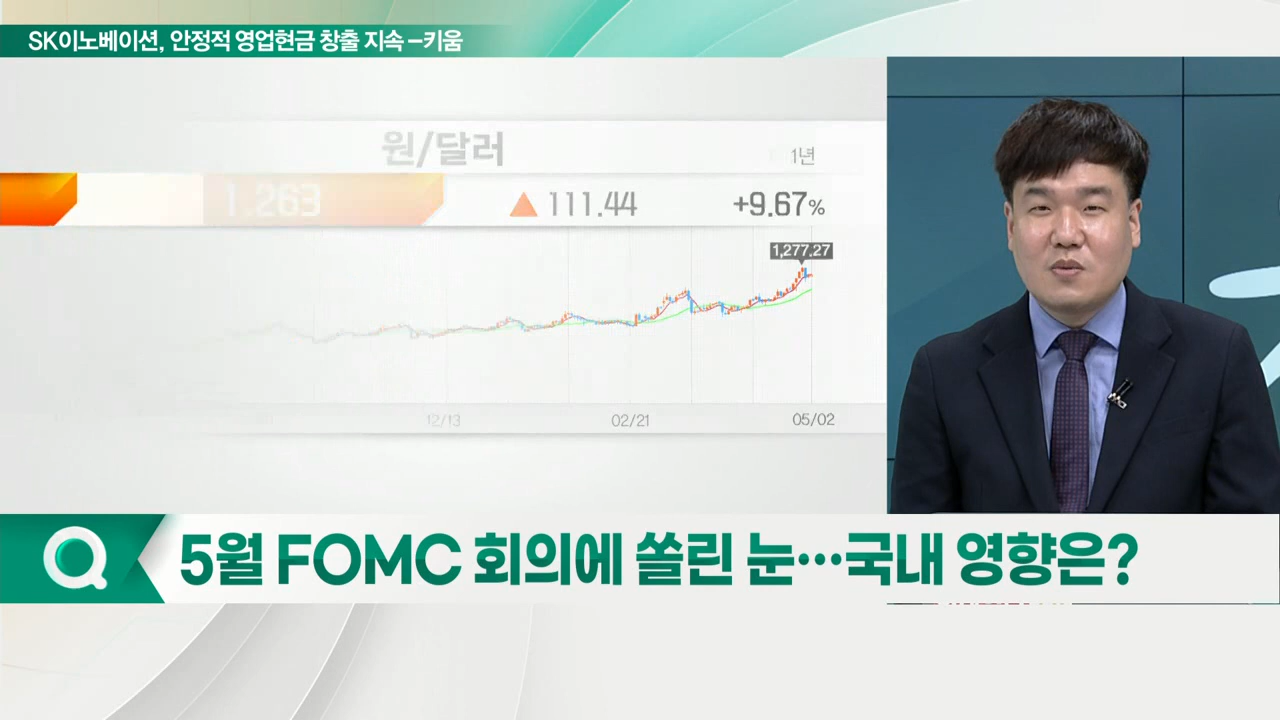 SK이노베이션, 안정적 영업현금 창출 지속 –키움
원/달러
1년
1.263
▲ 111.44
+9.67%
1,277.27
12/13
02/21
05/02
5월 FOMC 회의에 쏠린 눈…국내 영향은?